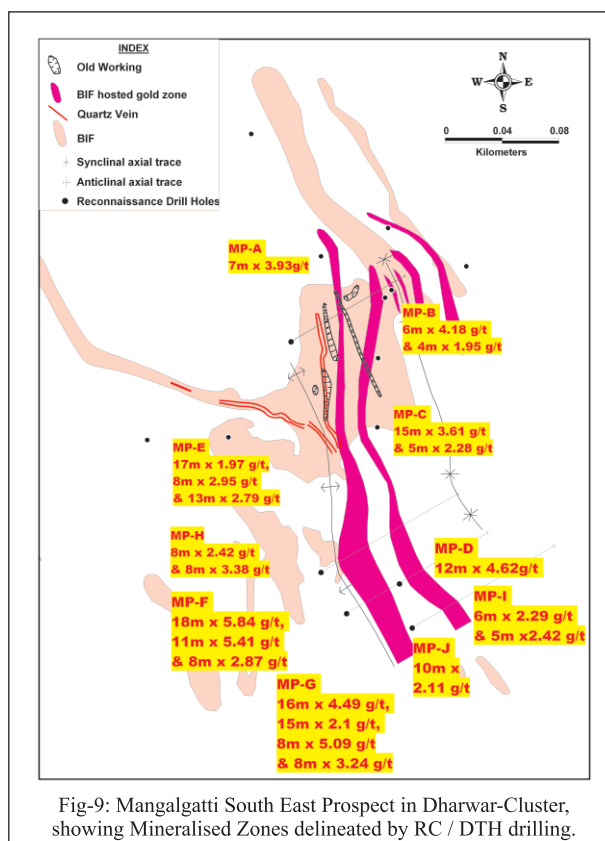 INDEX
Old Working
BIF hosted gold zone
Quartz Vein
BIF
Synclinal axial trace
Anticlinal axial trace
Reconnaissance Drill Holes
N
W E
S
0 0.04 0.08
Kilometers
MP-A
7m x 3.93g/t
MP-B
6m x 4.18 g/t
& 4m x 1.95 g/t
MP-C
15m x 3.61 g/t
& 5m x 2.28 g/t
MP-E
17m x 1.97 g/t,
8m x 2.95 g/t
& 13m x 2.79 g/t
MP-H
8m x 2.42 g/t
& 8m x 3.38 g/t
MP-D
12m x 4.62g/t
MP-F
18m x 5.84 g/t,
11m x 5.41 g/t
& 8m x 2.87 g/t
MP-I
6m x 2.29 g/t
& 5m x2.42 g/t
MP-J
10m x
2.11 g/t
MP-G
16m x 4.49 g/t,
15m x 2.1 g/t,
8m x 5.09 g/t
& 8m x 3.24 g/t
Fig-9: Mangalgatti South East Prospect in Dharwar-Cluster,
showing Mineralised Zones delineated by RC / DTH drilling.